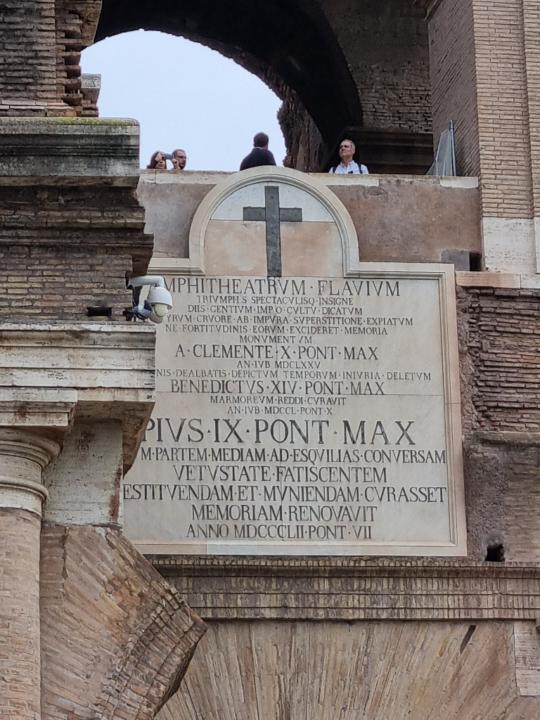 MPHITHEATRVM · FLAVIVM
TRIVMPHIS SPECTACVLISQ · INSIGNE
DIIS · GENTIVM · IMPIO · CVLTV · DICATVM
YRVM · CRVORE · AB · IMPVRA · SVPERSTITIONE · EXPIATVM
NE · FORTITVDINIS · EORVM · EXCIDERET · MEMORIA
MONVMENTVM
A · CLEMENTE · X · PONT · MAX
AN · IVB · MDCLXXV
NIS · DEALBATIS · DEPICTVM · TEMPORVM · INIVRIA · DELETVM
BENEDICTVS · XIV · PONT · MAX
MARMOREVM · REDDI · CVRAVIT
AN · IVB · MDCCL · PONT · X
PIVS · IX · PONT · MAX
M · PARTEM · MEDIAM · AD · ESQVILIAS · CONVERSAM
VETVSTATE · FATISCENTEM
ESTITVENDAM · ET · MVNIENDAM · CVRASSET
MEMORIAM · RENOVAVIT
ANNO · MDCCCLII · PONT · VII